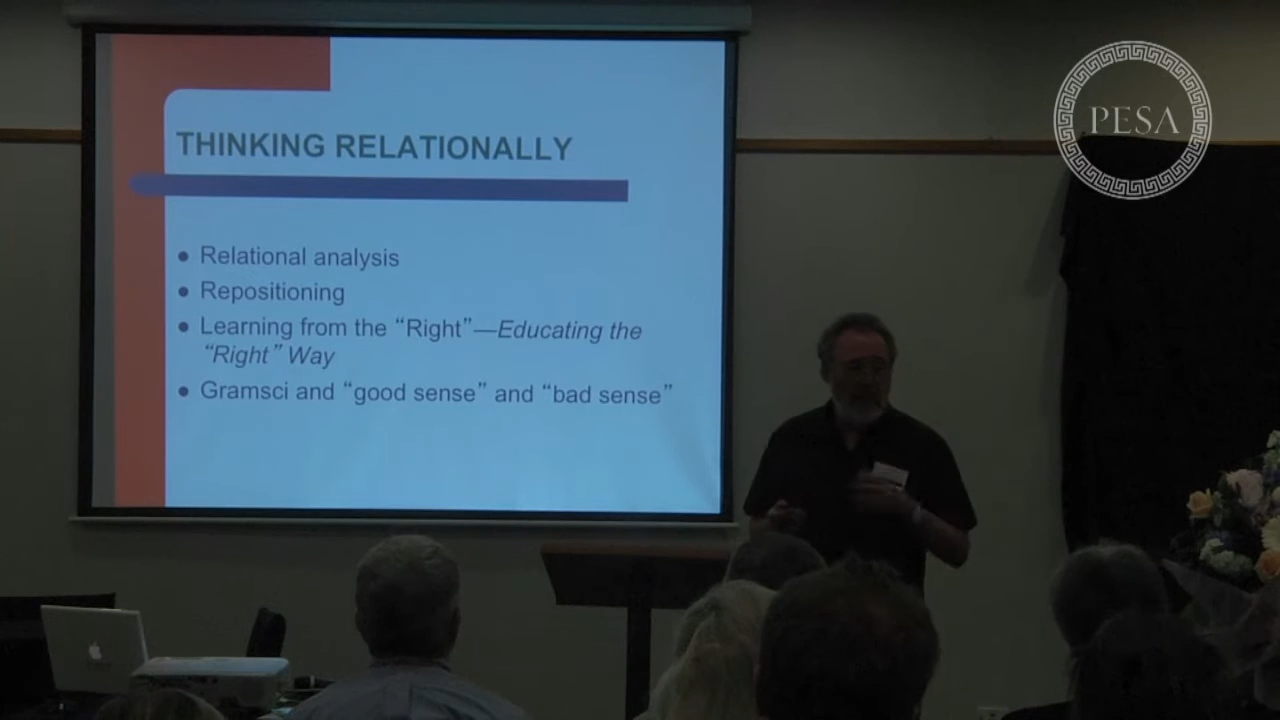 PESA
THINKING RELATIONALLY
● Relational analysis
● Repositioning
● Learning from the “Right”—Educating the
“Right” Way
● Gramsci and “good sense” and “bad sense”